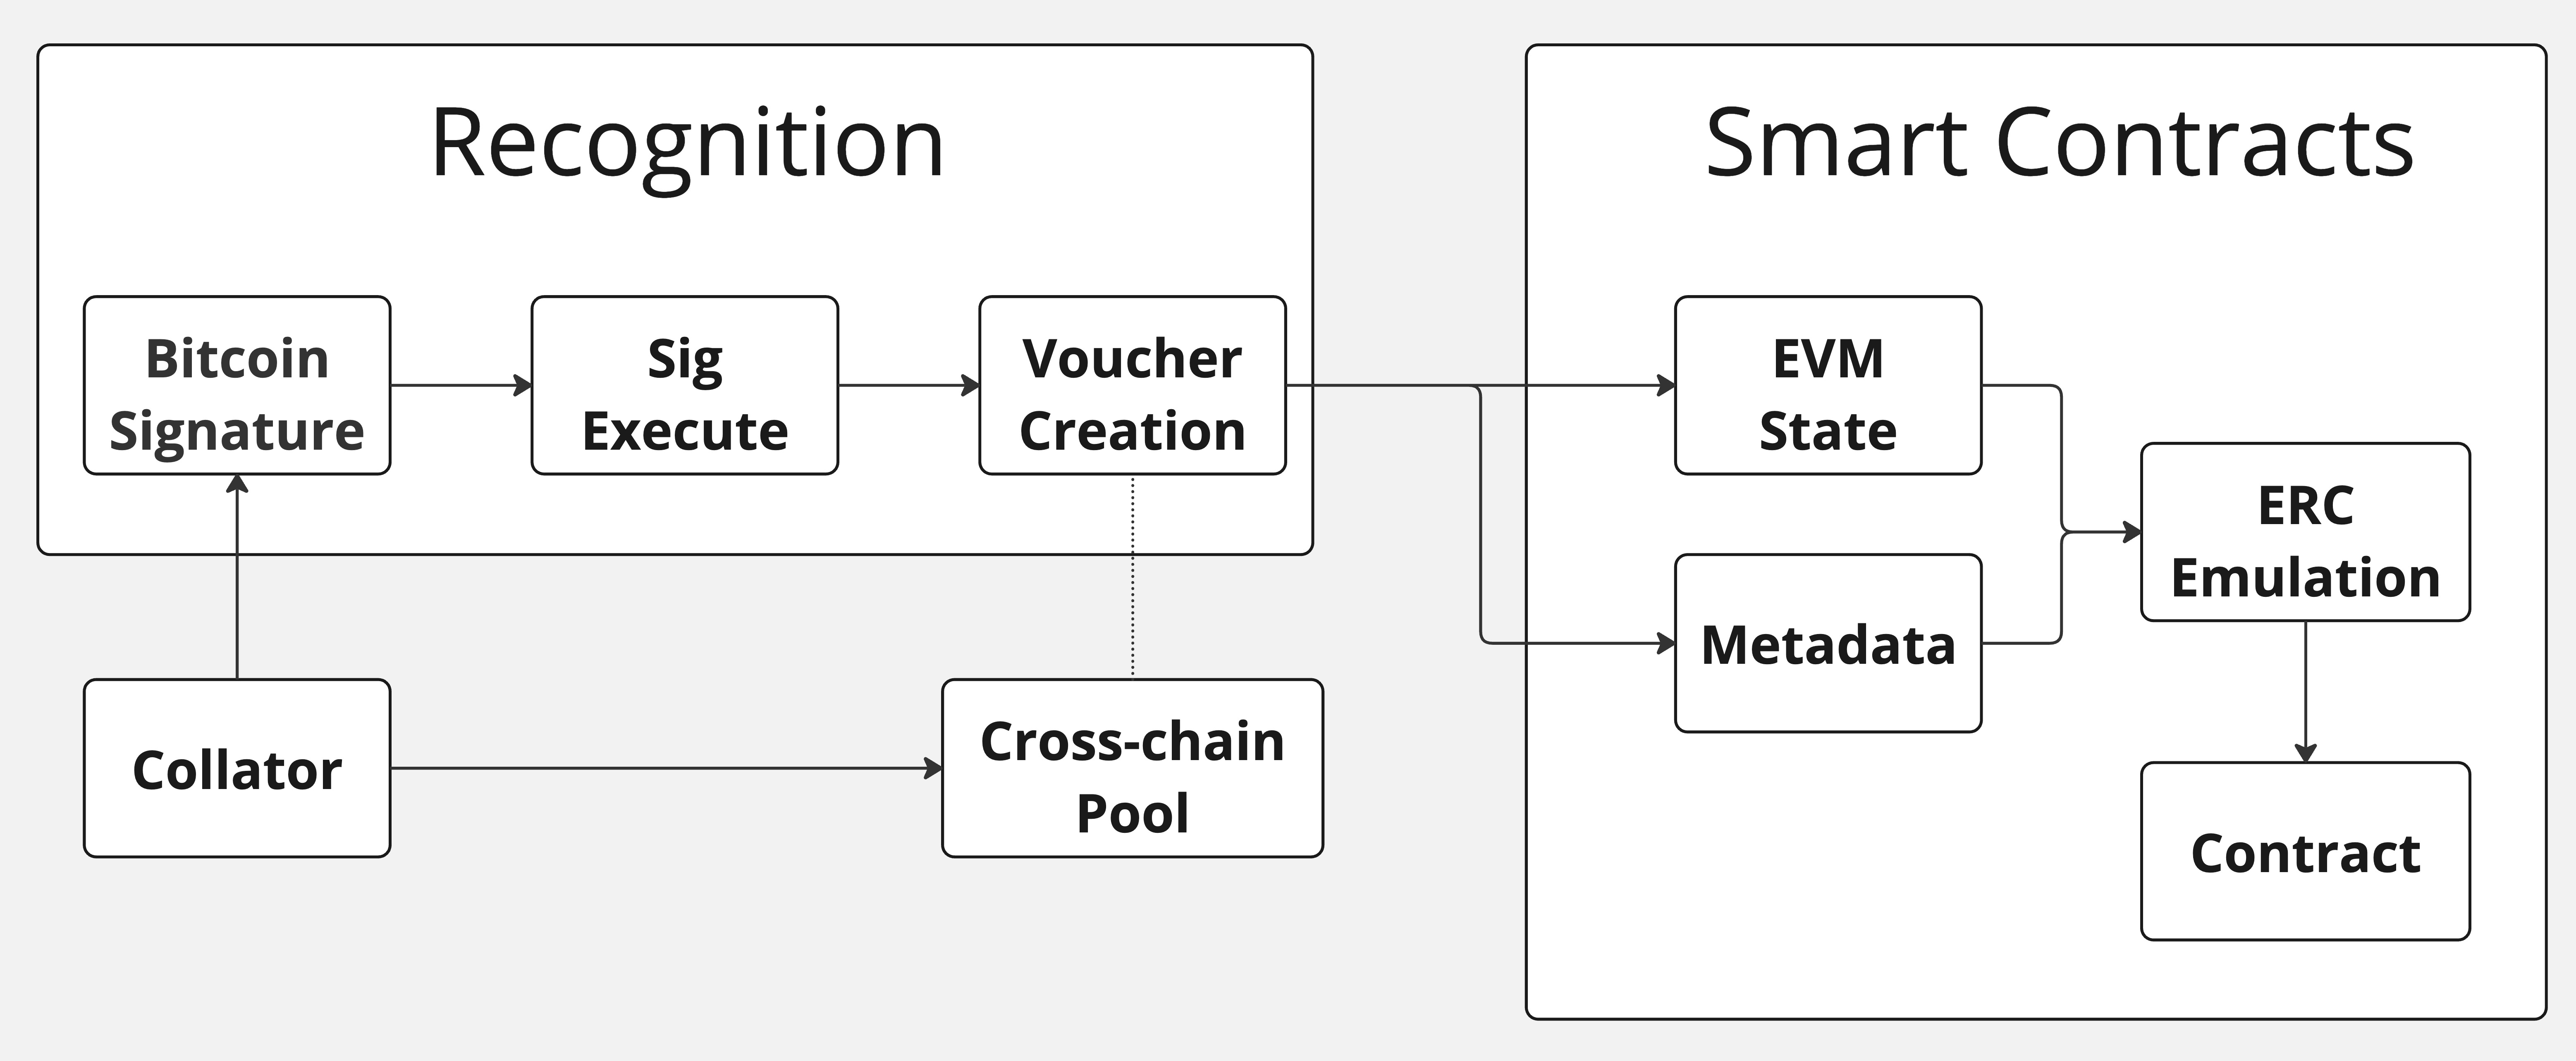 Recognition
Smart Contracts
Bitcoin
Signature
Sig
Execute
Voucher
Creation
EVM
State
ERC
Emulation
Metadata
Collator
Cross-chain
Pool
Contract